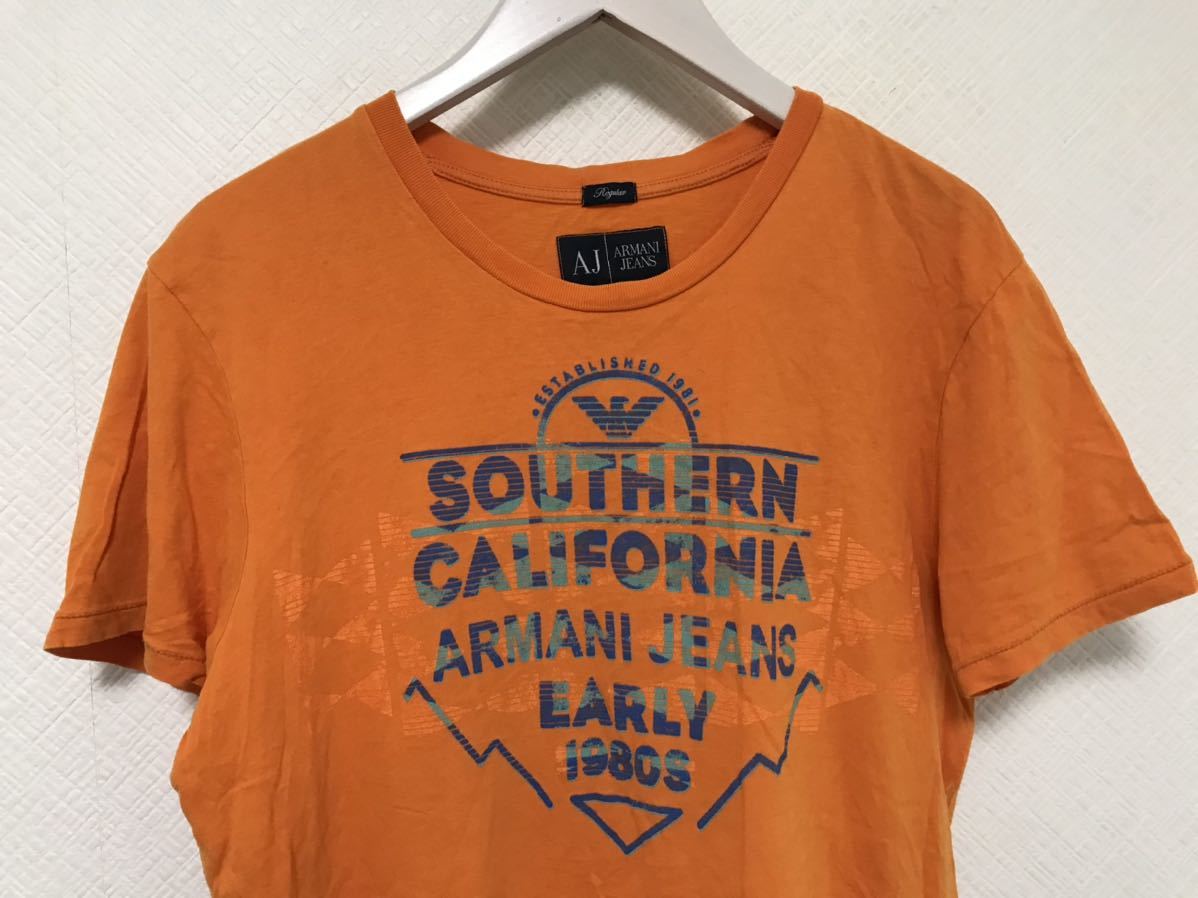 Regular
AJ
ARMANI
JEANS
• ESTABLISHED 1981 •
SOUTHERN
CALIFORNIA
ARMANI JEANS
EARLY
1980S